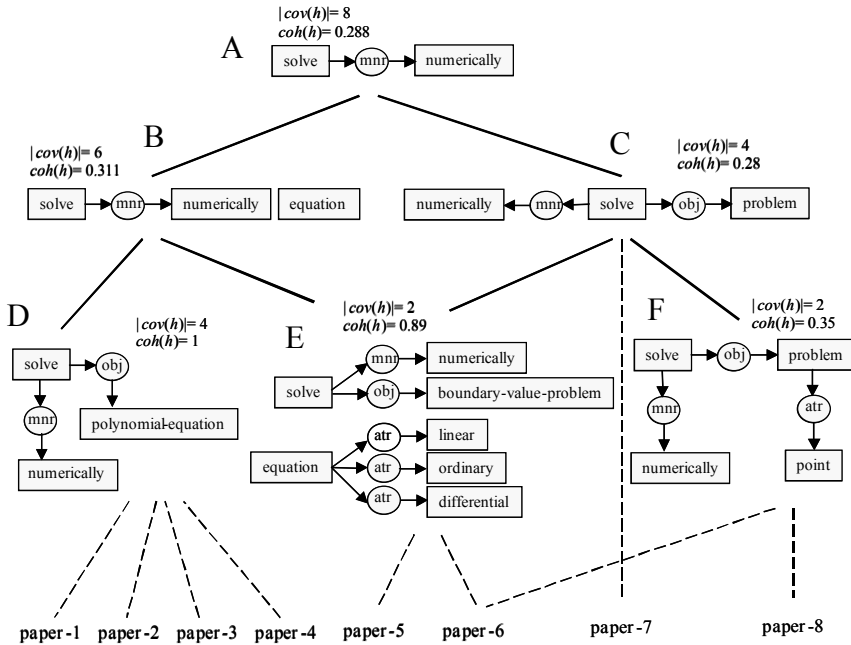 |cov(h)|= 8
coh(h)= 0.288
A
solve mnr numerically
B
|cov(h)|= 6
coh(h)= 0.311
solve mnr numerically equation
C
|cov(h)|= 4
coh(h)= 0.28
numerically mnr solve obj problem
D
|cov(h)|= 4
coh(h)= 1
solve obj
mnr polynomial-equation
numerically
E
|cov(h)|= 2
coh(h)= 0.89
mnr numerically
solve
obj boundary-value-problem
atr linear
equation atr ordinary
atr differential
F
|cov(h)|= 2
coh(h)= 0.35
solve obj problem
mnr atr
numerically point
paper-1 paper-2 paper-3 paper-4 paper-5 paper-6 paper-7 paper-8